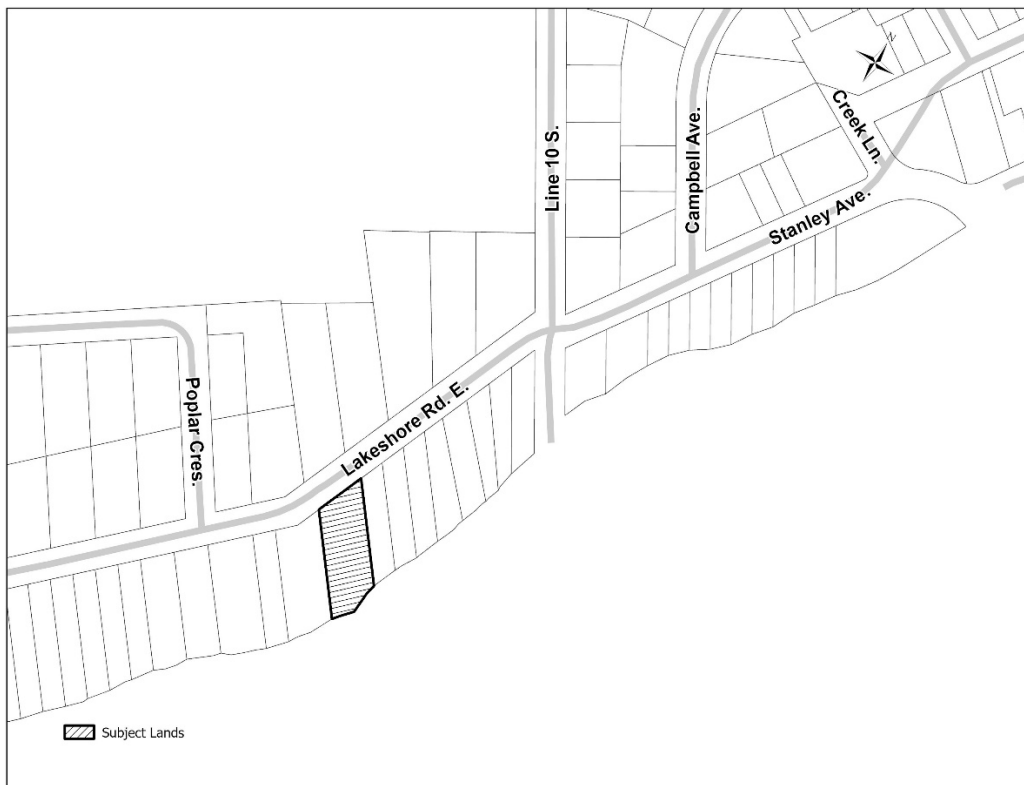 N
Creek Ln.
Line 10 S.
Campbell Ave.
Stanley Ave.
Lakeshore Rd. E.
Poplar Cres.
Subject Lands